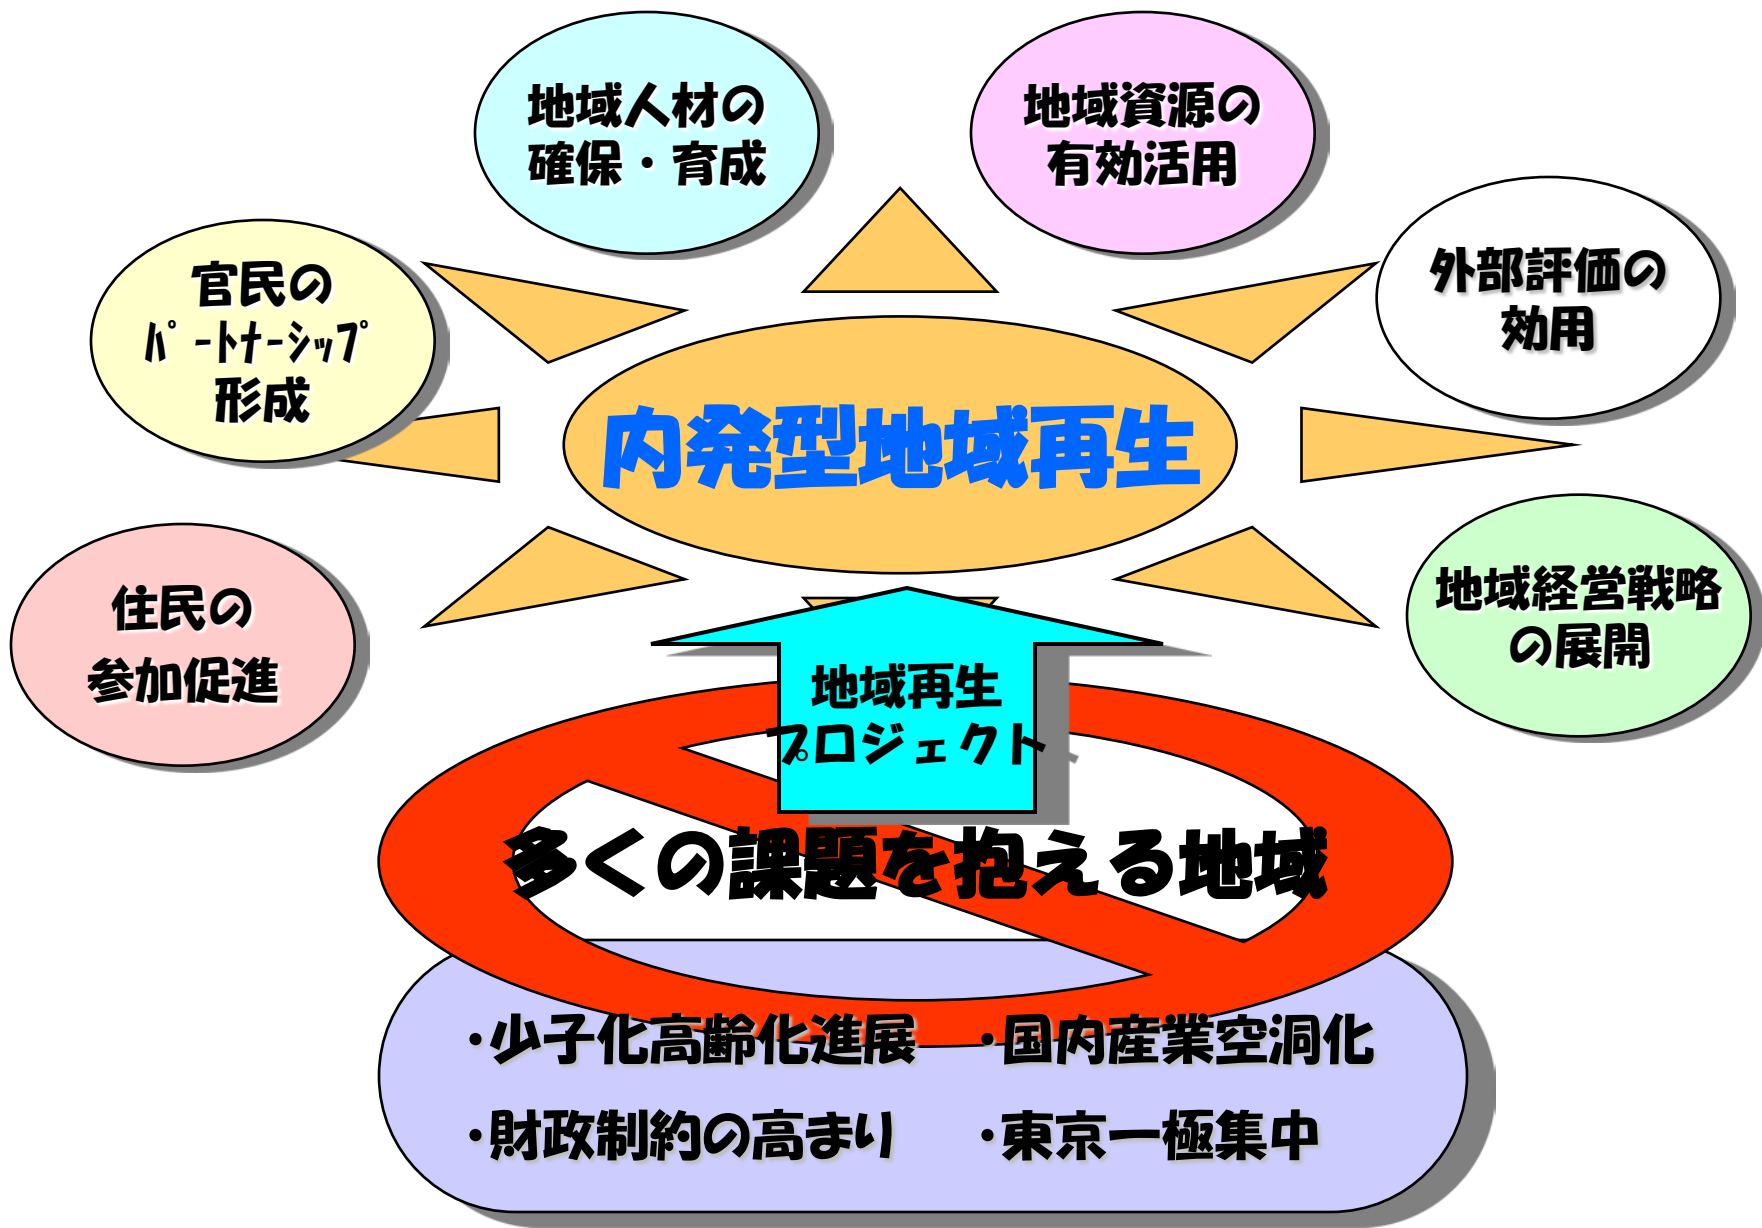 地域人材の
確保・育成
地域資源の
有効活用
官民の
ﾊﾟｰﾄﾅｰｼｯﾌﾟ
形成
外部評価の
効用
内発型地域再生
住民の
参加促進
地域経営戦略
の展開
地域再生
プロジェクト
多くの課題を抱える地域
・少子化高齢化進展　・国内産業空洞化
・財政制約の高まり　・東京一極集中